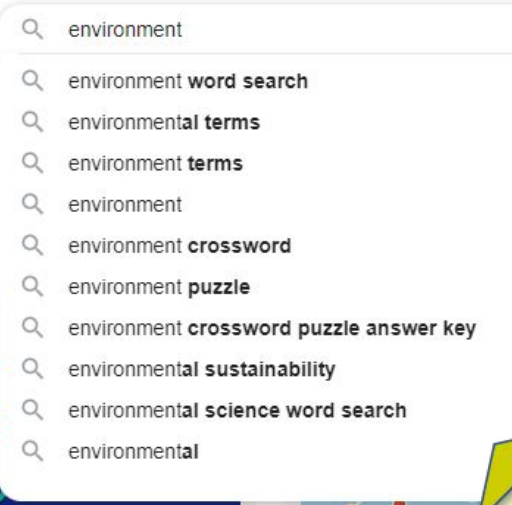 environment
environment word search
environmental terms
environment terms
environment
environment crossword
environment puzzle
environment crossword puzzle answer key
environmental sustainability
environmental science word search
environmental